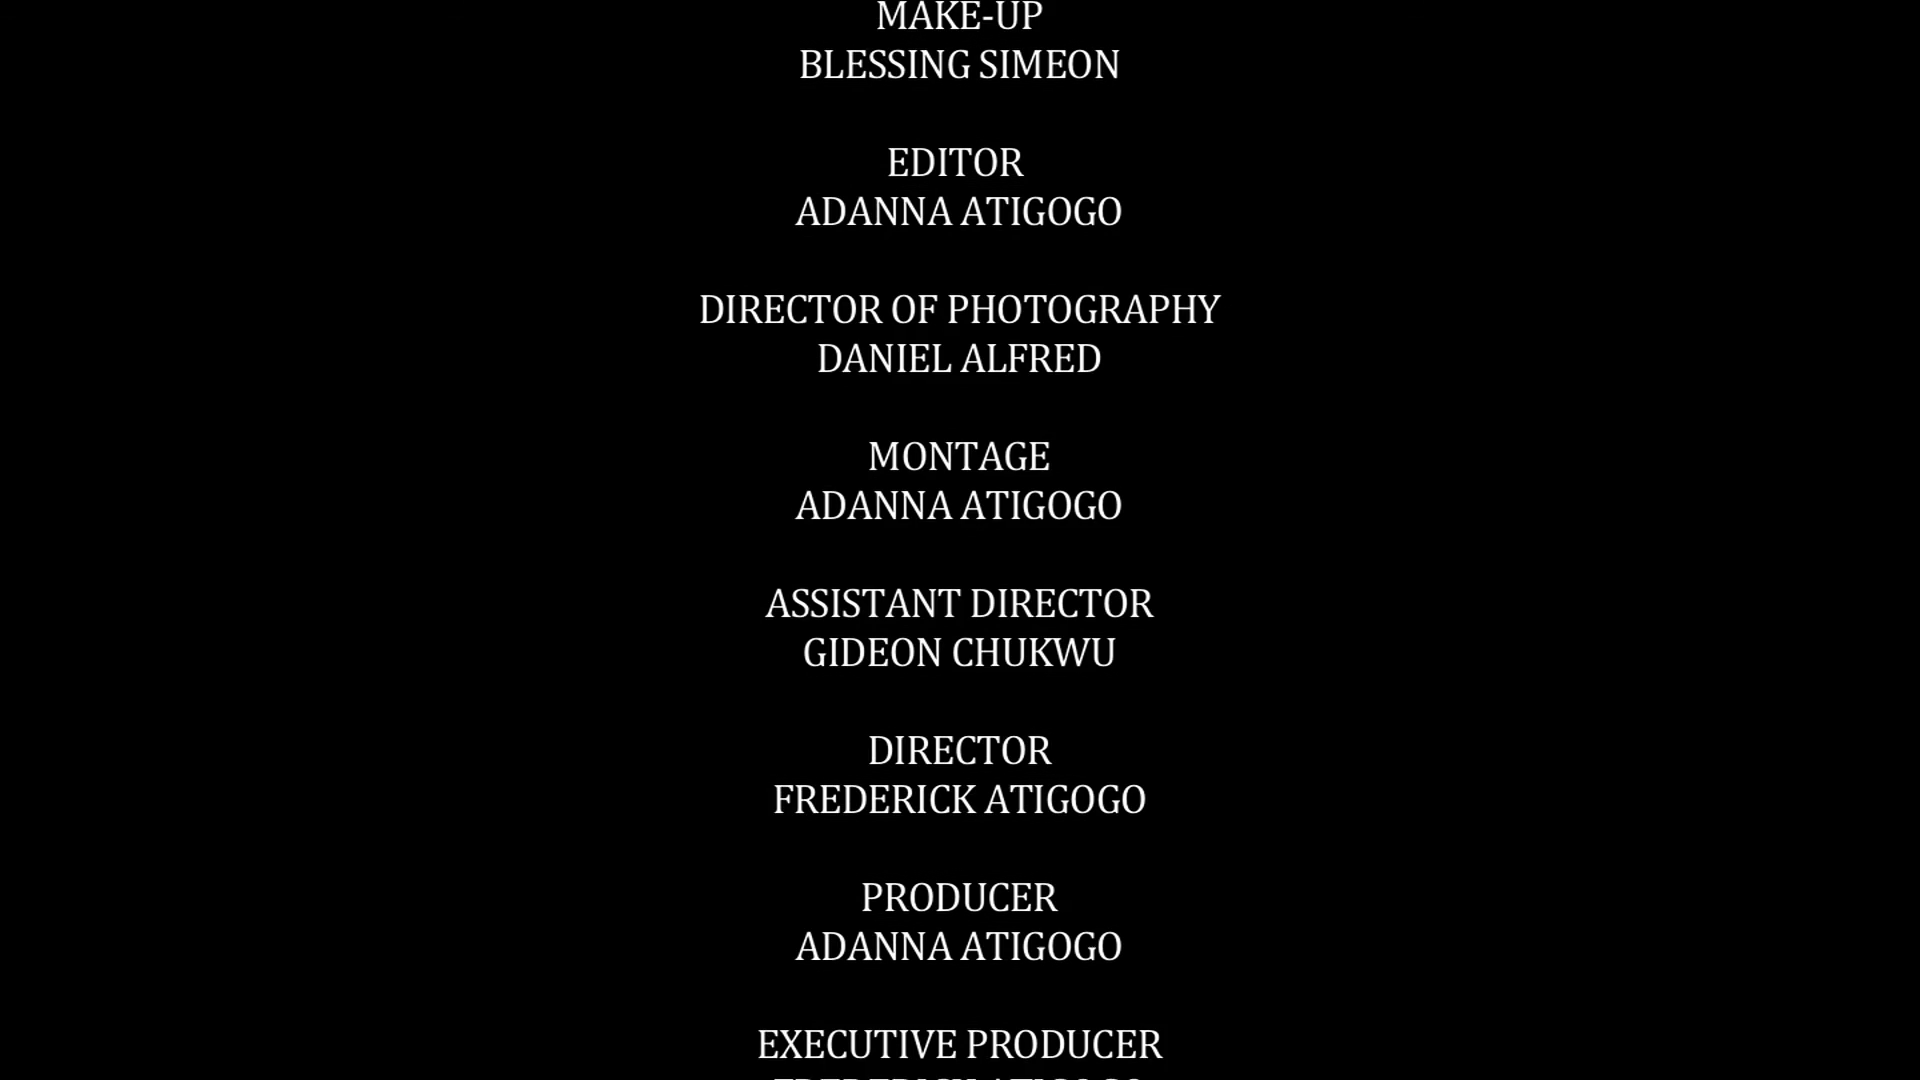 MAKE-UP
BLESSING SIMEON
EDITOR
ADANNA ATIGOGO
DIRECTOR OF PHOTOGRAPHY
DANIEL ALFRED
MONTAGE
ADANNA ATIGOGO
ASSISTANT DIRECTOR
GIDEON CHUKWU
DIRECTOR
FREDERICK ATIGOGO
PRODUCER
ADANNA ATIGOGO
EXECUTIVE PRODUCER